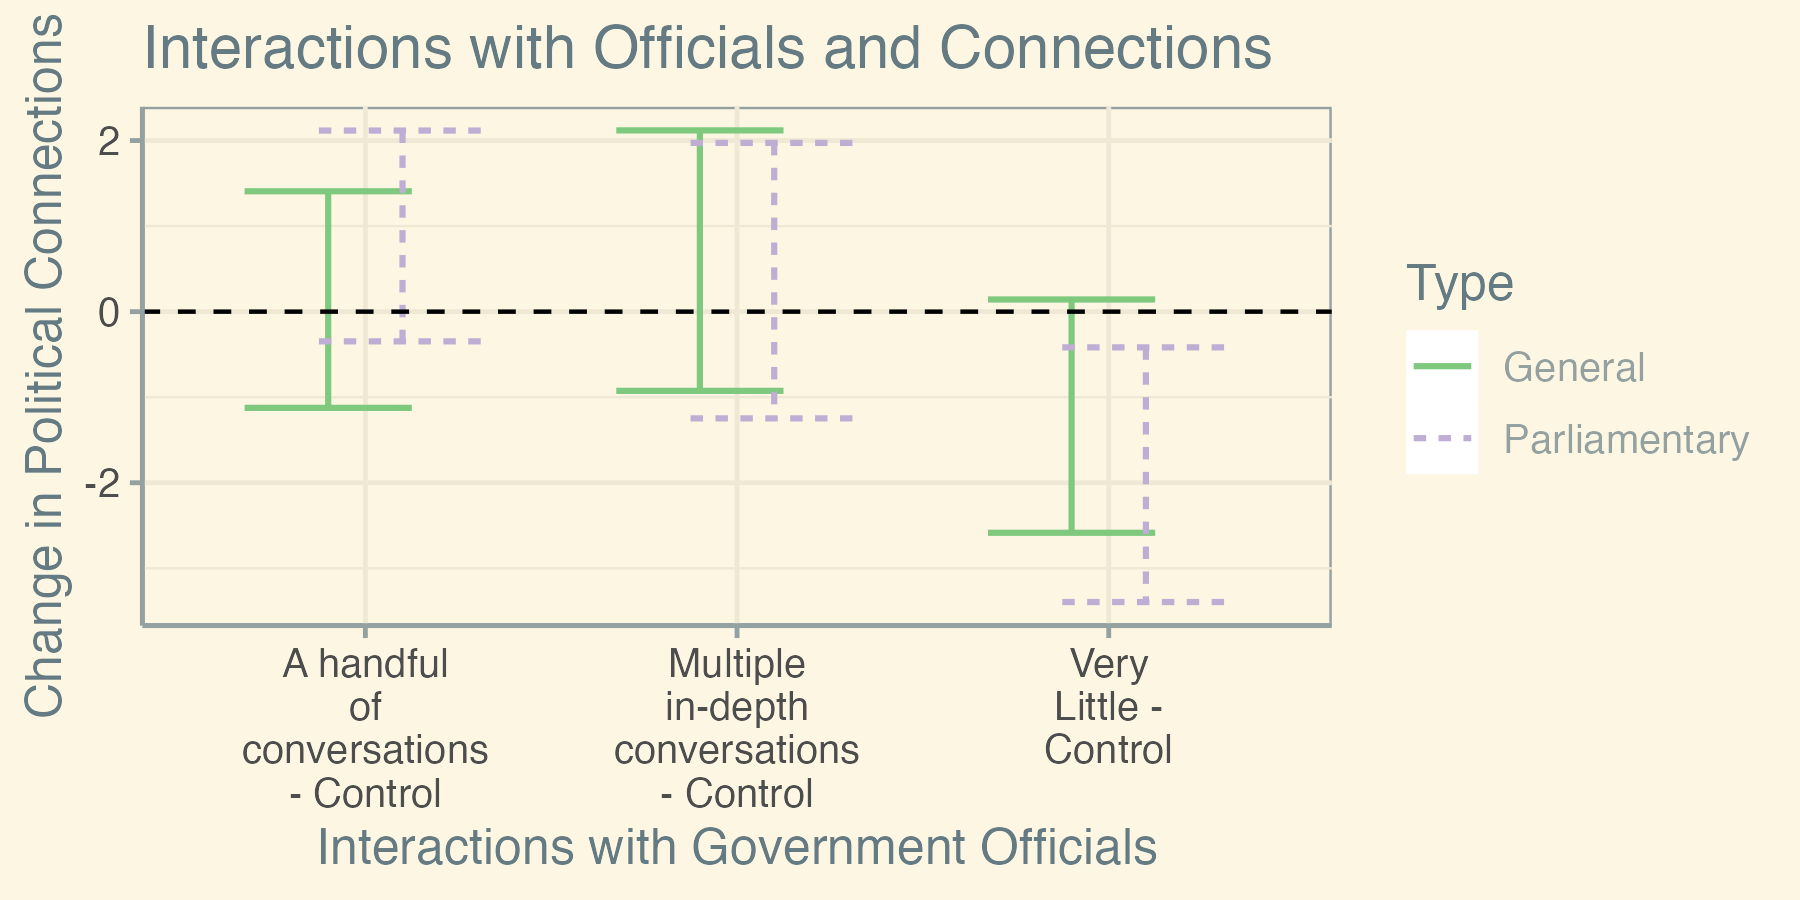 Interactions with Officials and Connections
Change in Political Connections
2
0
-2
A handful
of
conversations
- Control
Multiple
in-depth
conversations
- Control
Very
Little -
Control
Interactions with Government Officials
Type
General
Parliamentary